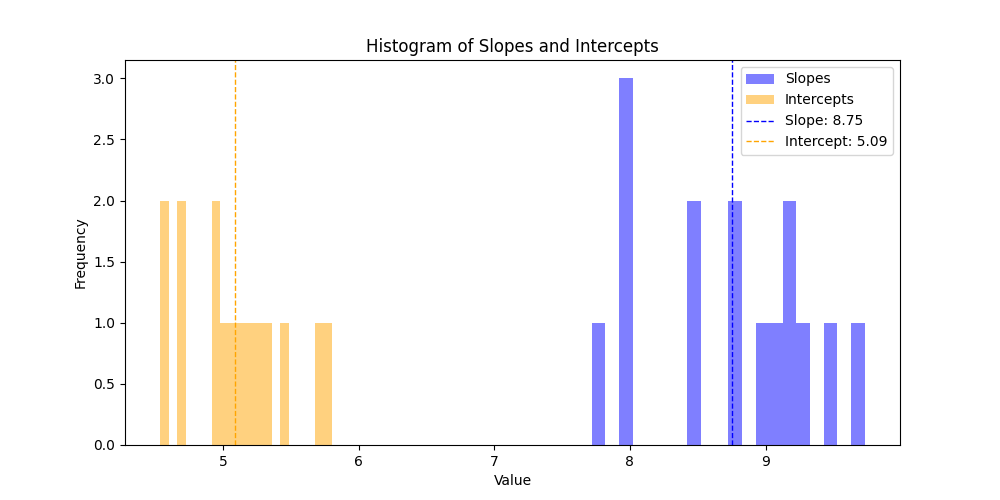 Histogram of Slopes and Intercepts
3.0
2.5
2.0
1.5
1.0
0.5
0.0
Frequency
5
6
7
8
9
Value
Slopes
Intercepts
Slope: 8.75
Intercept: 5.09